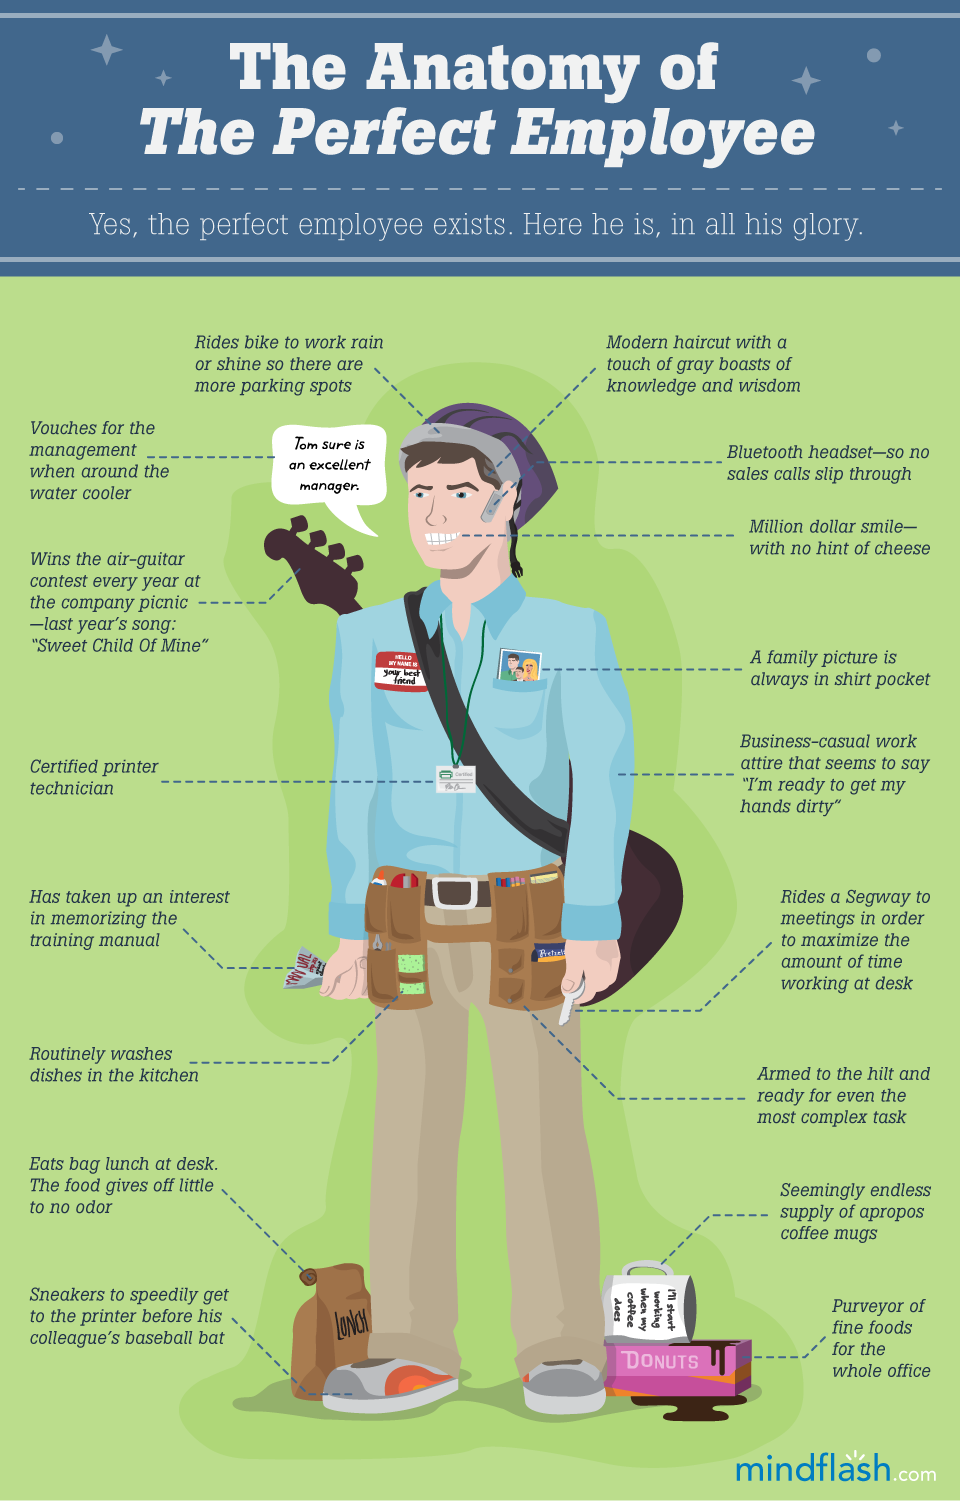 The Anatomy of
The Perfect Employee
Yes, the perfect employee exists. Here he is, in all his glory.
Rides bike to work rain
or shine so there are
more parking spots
Modern haircut with a
touch of gray boasts of
knowledge and wisdom
Vouches for the
management
when around the
water cooler
Tom sure is
an excellent
manager.
Bluetooth headset—so no
sales calls slip through
Million dollar smile—
with no hint of cheese
Wins the air-guitar
contest every year at
the company picnic
—last year's song:
"Sweet Child Of Mine"
HELLO
MY NAME IS
your best
friend
A family picture is
always in shirt pocket
Business-casual work
attire that seems to say
"I'm ready to get my
hands dirty"
Certified printer
technician
Certified
Has taken up an interest
in memorizing the
training manual
Rides a Segway to
meetings in order
to maximize the
amount of time
working at desk
Pretzels
Routinely washes
dishes in the kitchen
Armed to the hilt and
ready for even the
most complex task
Eats bag lunch at desk.
The food gives off little
to no odor
Seemingly endless
supply of apropos
coffee mugs
Sneakers to speedily get
to the printer before his
colleague's baseball bat
LUNCH
I'll start
working
when my
coffee
does
DONUTS
Purveyor of
fine foods
for the
whole office
mindflash.com